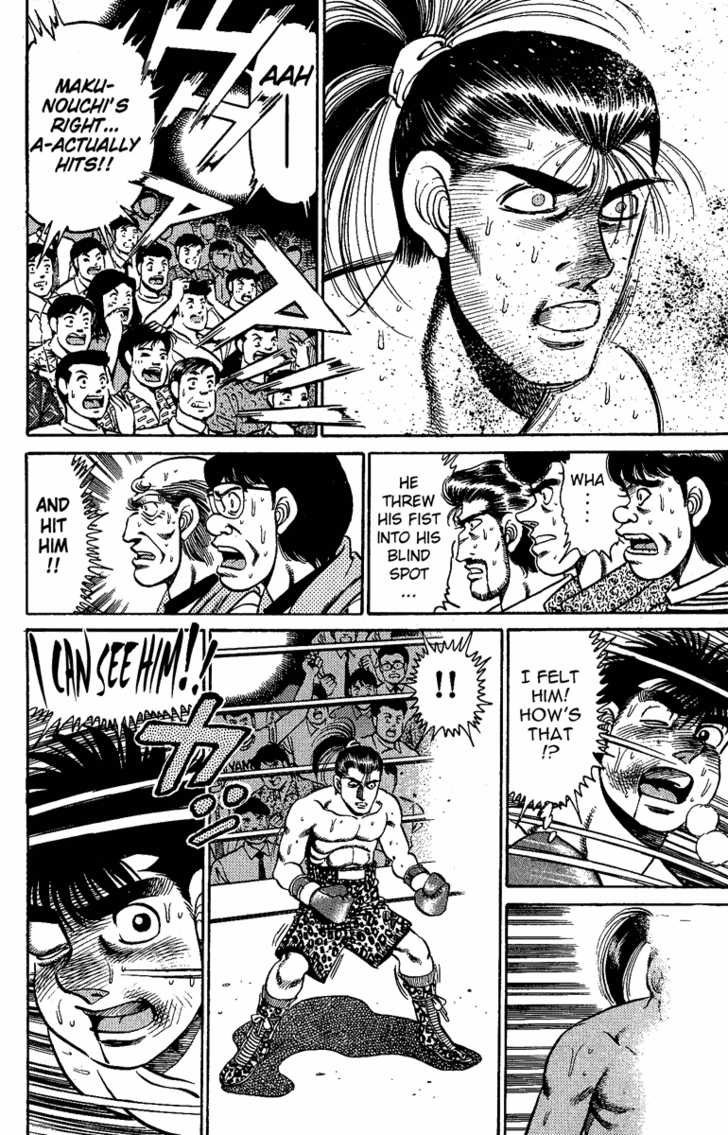 AAH
MAKU-
NOUCHI'S
RIGHT...
A-ACTUALLY
HITS!!
WHA
......
HE
THREW
HIS FIST
INTO HIS
BLIND
SPOT
...
AND
HIT
HIM
!!
I FELT
HIM!
HOW'S
THAT
!?
!!
I CAN SEE HIM!!